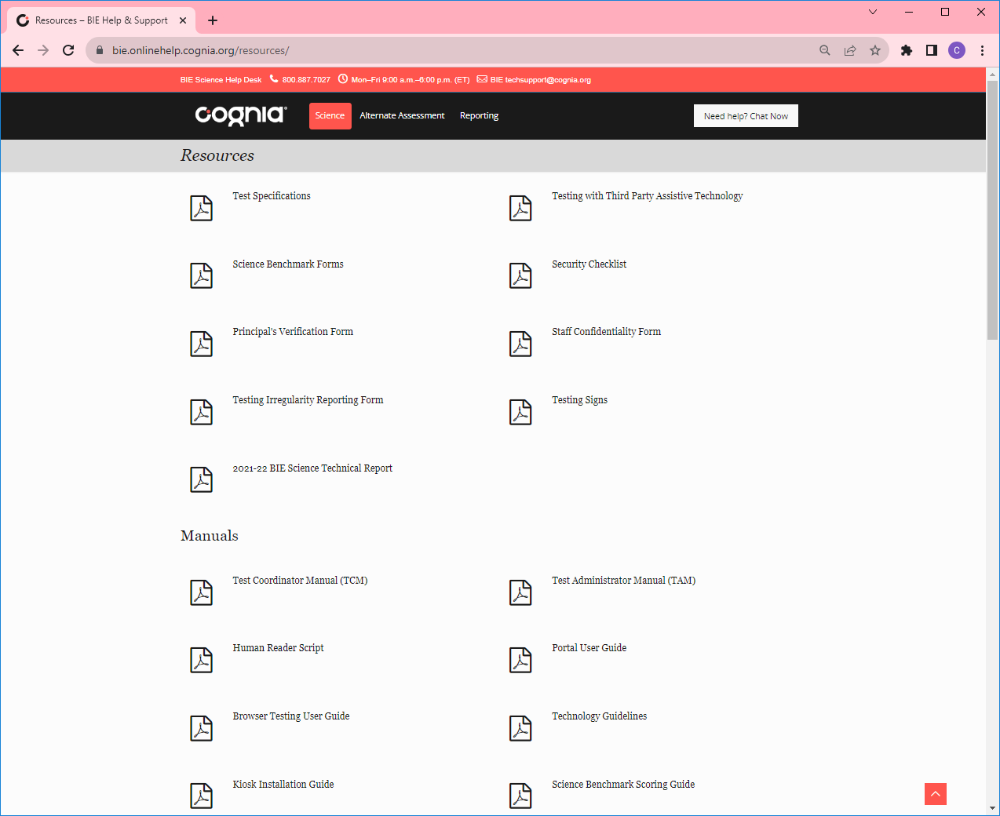 Resources – BIE Help & Support
bie.onlinehelp.cognia.org/resources/
C
BIE Science Help Desk 800.887.7027 Mon–Fri 9:00 a.m.–6:00 p.m. (ET) BIE techsupport@cognia.org
cognia®
Science Alternate Assessment Reporting
Need help? Chat Now
Resources
Test Specifications
Testing with Third Party Assistive Technology
Science Benchmark Forms
Security Checklist
Principal's Verification Form
Staff Confidentiality Form
Testing Irregularity Reporting Form
Testing Signs
2021-22 BIE Science Technical Report
Manuals
Test Coordinator Manual (TCM)
Test Administrator Manual (TAM)
Human Reader Script
Portal User Guide
Browser Testing User Guide
Technology Guidelines
Kiosk Installation Guide
Science Benchmark Scoring Guide